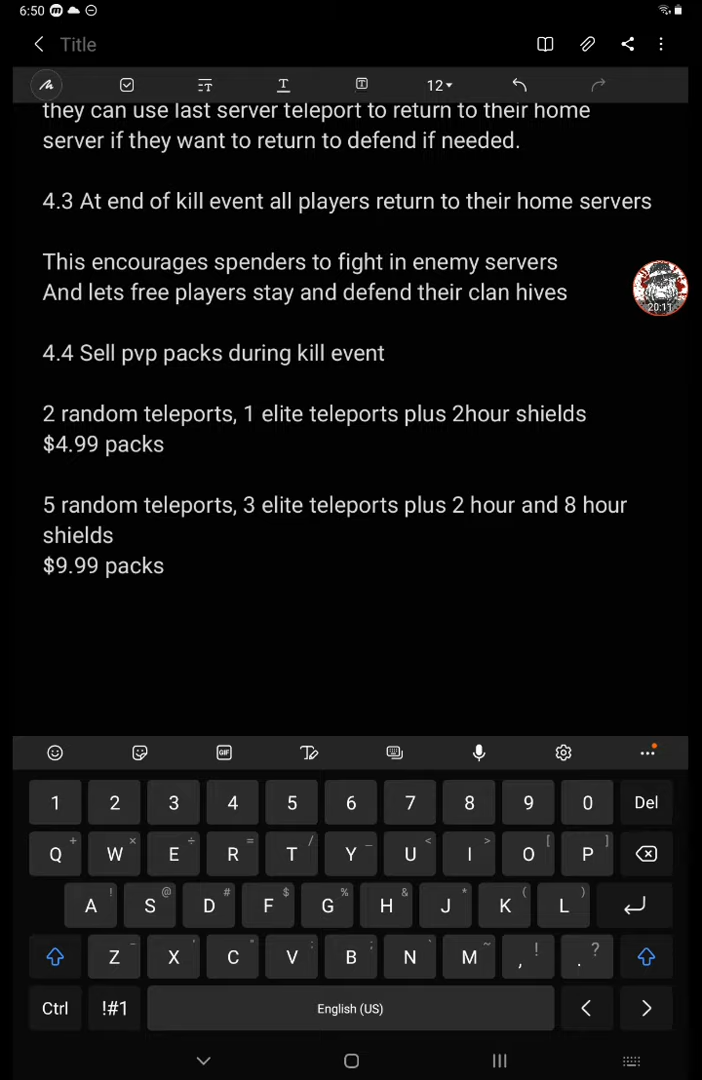 6:50
Title
12
they can use last server teleport to return to their home
server if they want to return to defend if needed.
4.3 At end of kill event all players return to their home servers
This encourages spenders to fight in enemy servers
And lets free players stay and defend their clan hives
20:11
4.4 Sell pvp packs during kill event
2 random teleports, 1 elite teleports plus 2hour shields
$4.99 packs
5 random teleports, 3 elite teleports plus 2 hour and 8 hour
shields
$9.99 packs
GIF
1 2 3 4 5 6 7 8 9 0 Del
Q + W × E ÷ R = T / Y _ U < I > O [ P ]
A ! S @ D # F $ G % H & J * K ( L )
Z - X ' C " V : B ; N ` M ~ , ! . ?
Ctrl !#1 English (US) < >